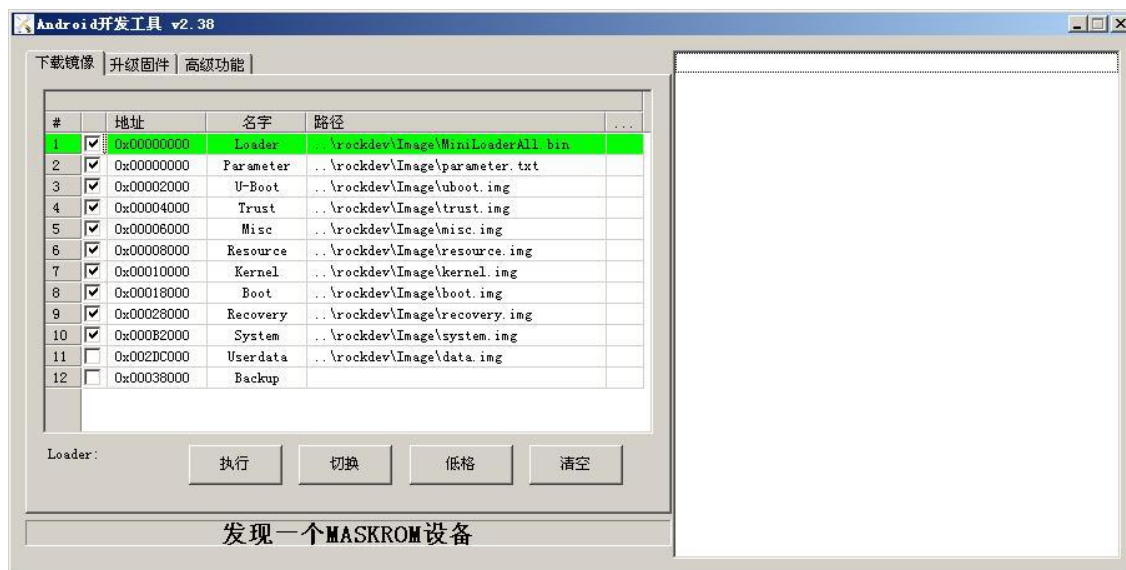 Android开发工具 v2.38
下载镜像 升级固件 高级功能
# 地址 名字 路径 ...
1 0x00000000 Loader ..\rockdev\Image\MiniLoaderAll.bin
2 0x00000000 Parameter ..\rockdev\Image\parameter.txt
3 0x00002000 U-Boot ..\rockdev\Image\uboot.img
4 0x00004000 Trust ..\rockdev\Image\trust.img
5 0x00006000 Misc ..\rockdev\Image\misc.img
6 0x00008000 Resource ..\rockdev\Image\resource.img
7 0x00010000 Kernel ..\rockdev\Image\kernel.img
8 0x00018000 Boot ..\rockdev\Image\boot.img
9 0x00028000 Recovery ..\rockdev\Image\recovery.img
10 0x000B2000 System ..\rockdev\Image\system.img
11 0x002DC000 Userdata ..\rockdev\Image\data.img
12 0x00038000 Backup
Loader: 执行 切换 低格 清空
发现一个MASKROM设备